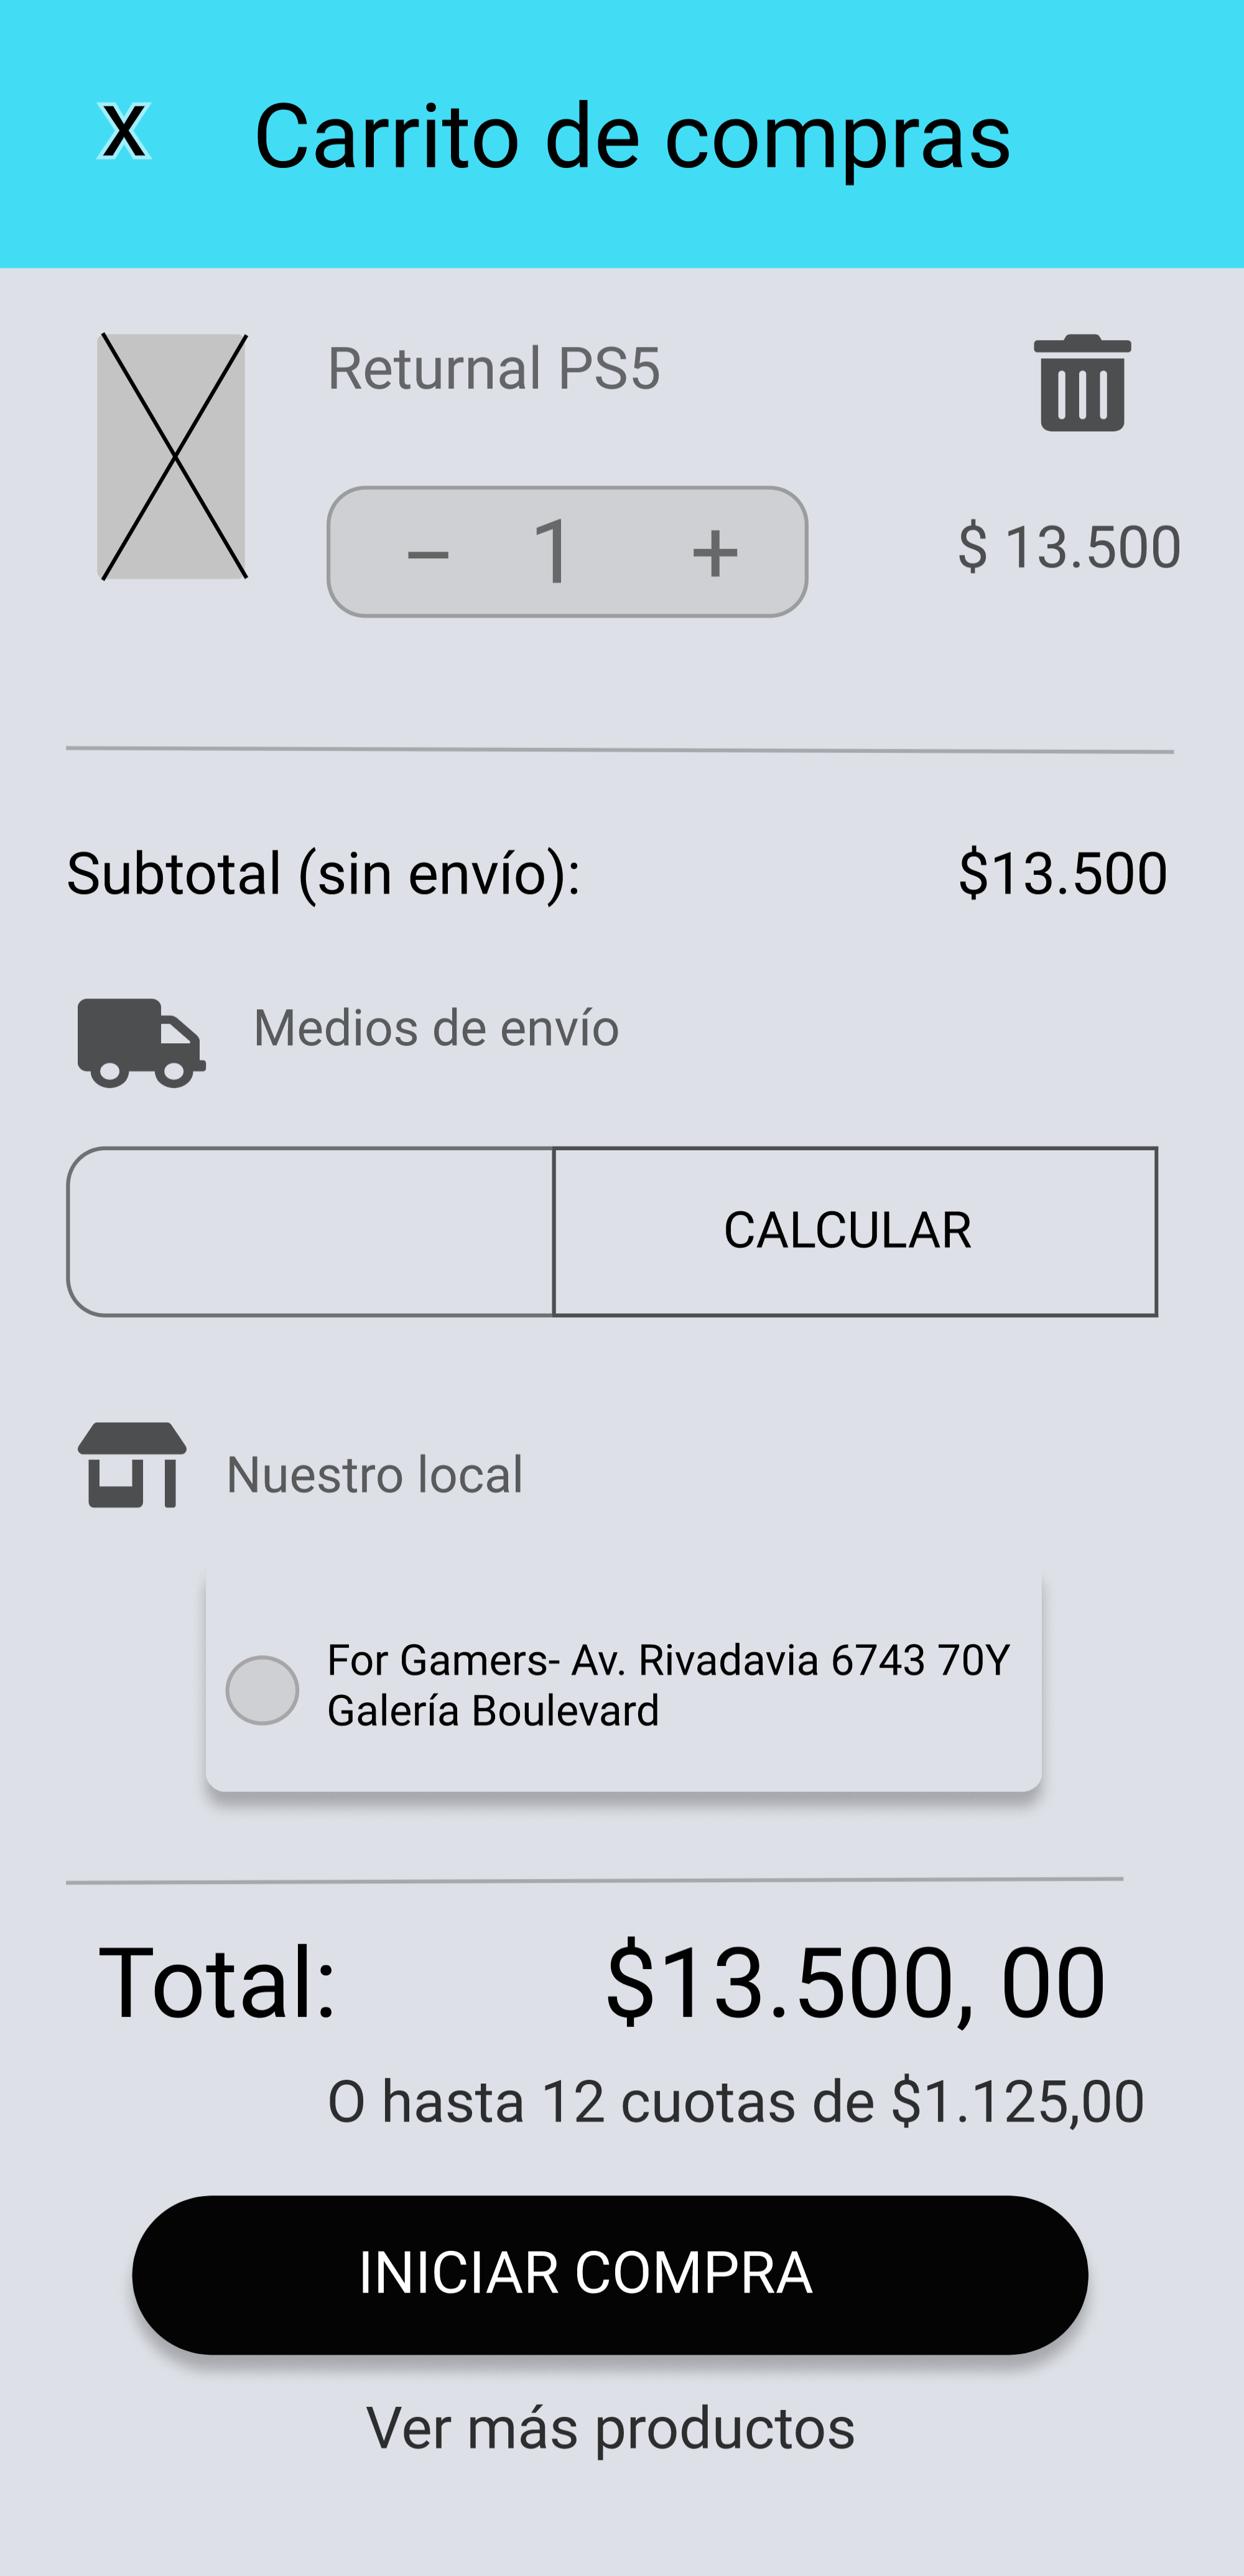 X Carrito de compras
Returnal PS5
− 1 +
$ 13.500
Subtotal (sin envío): $13.500
Medios de envío
CALCULAR
Nuestro local
For Gamers- Av. Rivadavia 6743 70Y
Galería Boulevard
Total: $13.500, 00
O hasta 12 cuotas de $1.125,00
INICIAR COMPRA
Ver más productos